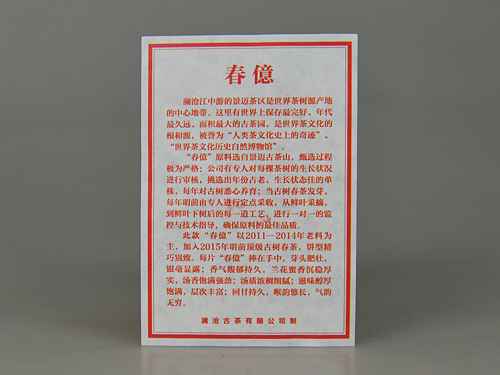 春億
澜沧江中游的景迈茶区是世界茶树源产地
的中心地带，这里有世界上保存最完好、年代
最久远、面积最大的古茶园，是世界茶文化的
根和源，被誉为“人类茶文化史上的奇迹”、
“世界茶文化历史自然博物馆”。
“春億”原料选自景迈古茶山，甄选过程
极为严格：公司有专人对每棵茶树的生长状况
进行审核，挑选出年份古老、生长状态佳的单
株，每年对古树悉心养育；当古树春茶发芽，
每年明前由专人进行定点采收，从鲜叶采摘，
到鲜叶下树后的每一道工艺，进行一对一的监
控与技术指导，确保原料的最佳品质。
此款“春億”以2011—2014年老料为
主，加入2015年明前顶级古树春茶，饼型精
巧别致。每片“春億”捧在手中，芽头肥壮，
银毫显露；香气馥郁持久，兰花蜜香沉稳厚
实，汤香饱满强劲；汤质浓稠细腻；滋味醇厚
饱满，层次丰富；回甘持久，喉韵悠长，气韵
无穷。
澜沧古茶有限公司制